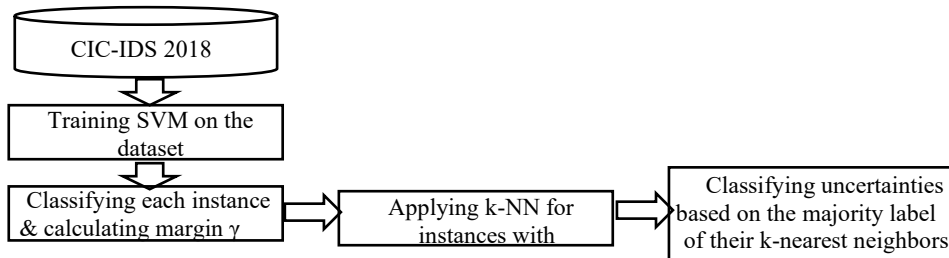 CIC-IDS 2018
Training SVM on the
dataset
Classifying each instance
& calculating margin γ
Applying k-NN for
instances with
Classifying uncertainties
based on the majority label
of their k-nearest neighbors